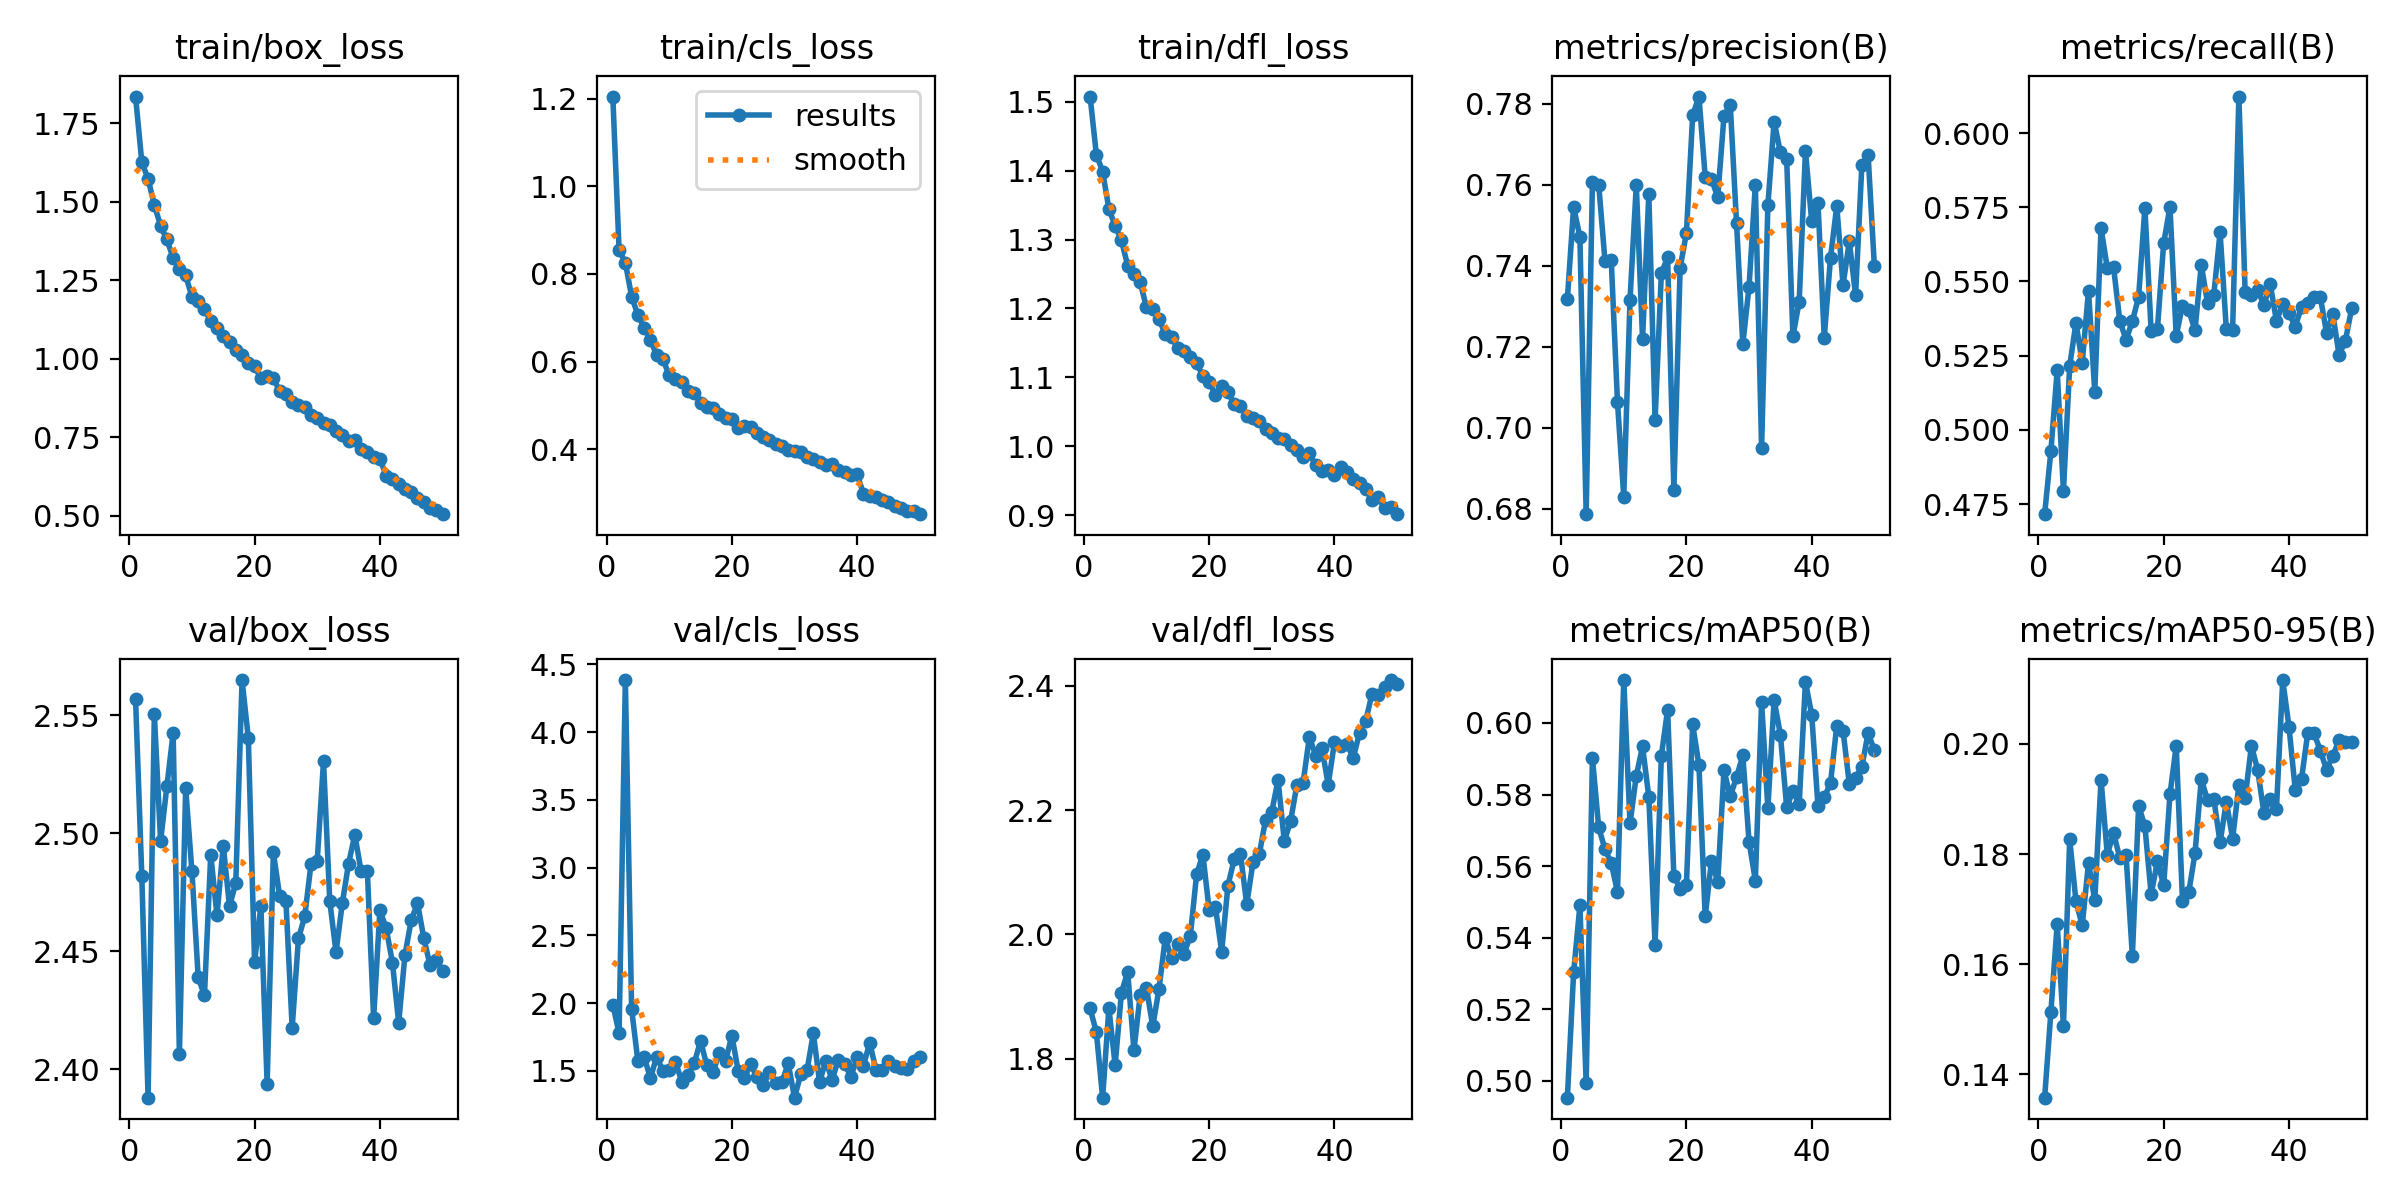 train/box_loss
1.75
1.50
1.25
1.00
0.75
0.50
0 20 40
train/cls_loss
results
smooth
1.2
1.0
0.8
0.6
0.4
0 20 40
train/dfl_loss
1.5
1.4
1.3
1.2
1.1
1.0
0.9
0 20 40
metrics/precision(B)
0.78
0.76
0.74
0.72
0.70
0.68
0 20 40
metrics/recall(B)
0.600
0.575
0.550
0.525
0.500
0.475
0 20 40
val/box_loss
2.55
2.50
2.45
2.40
0 20 40
val/cls_loss
4.5
4.0
3.5
3.0
2.5
2.0
1.5
0 20 40
val/dfl_loss
2.4
2.2
2.0
1.8
0 20 40
metrics/mAP50(B)
0.60
0.58
0.56
0.54
0.52
0.50
0 20 40
metrics/mAP50-95(B)
0.20
0.18
0.16
0.14
0 20 40